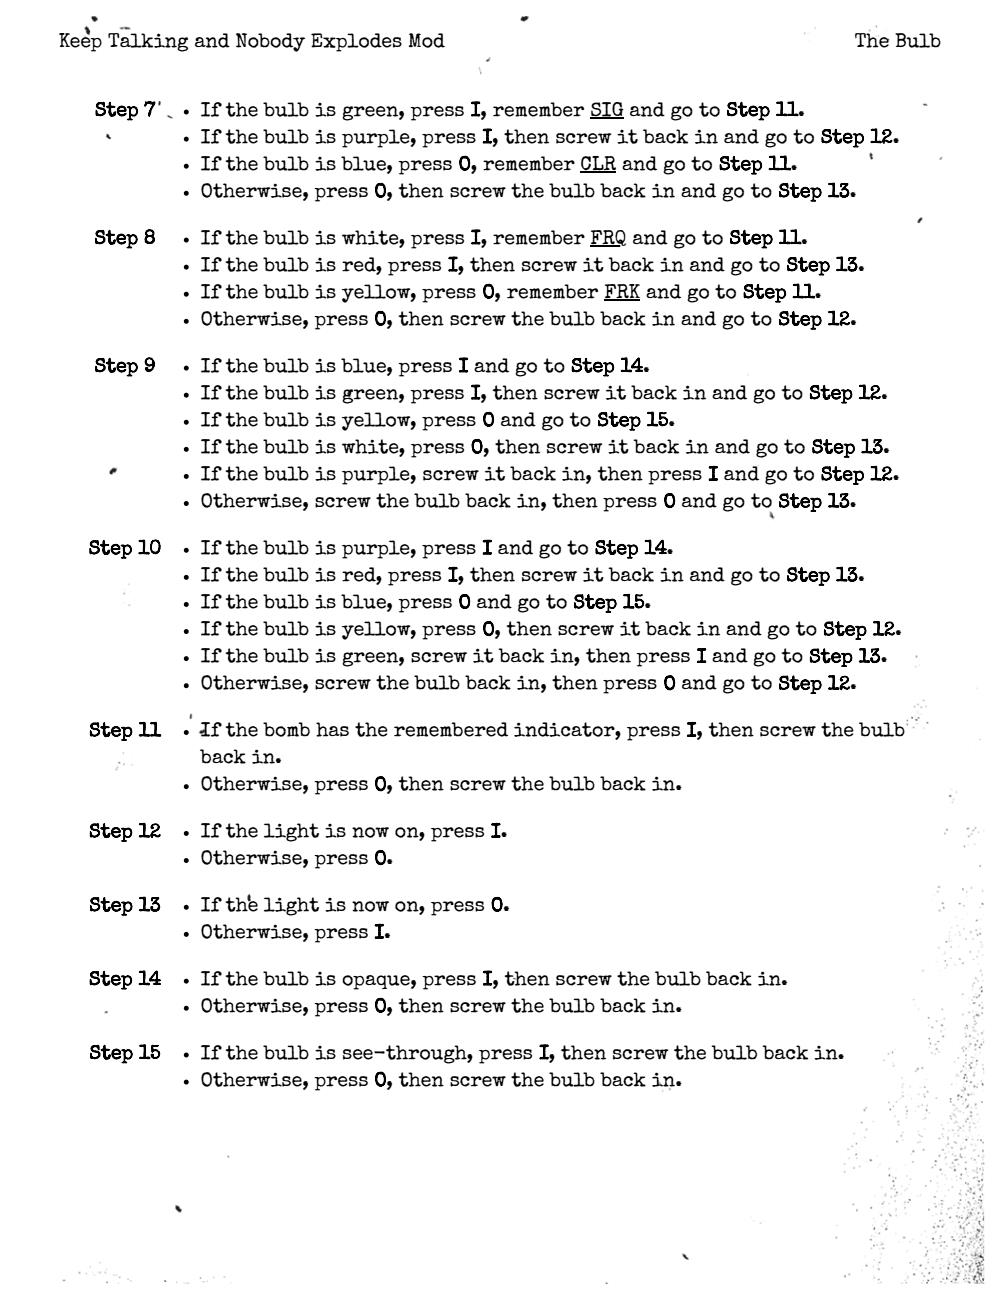 Keep Talking and Nobody Explodes Mod The Bulb
Step 7 • If the bulb is green, press I, remember SIG and go to Step 11.
• If the bulb is purple, press I, then screw it back in and go to Step 12.
• If the bulb is blue, press O, remember CLR and go to Step 11.
• Otherwise, press O, then screw the bulb back in and go to Step 13.
Step 8 • If the bulb is white, press I, remember FRQ and go to Step 11.
• If the bulb is red, press I, then screw it back in and go to Step 13.
• If the bulb is yellow, press O, remember FRK and go to Step 11.
• Otherwise, press O, then screw the bulb back in and go to Step 12.
Step 9 • If the bulb is blue, press I and go to Step 14.
• If the bulb is green, press I, then screw it back in and go to Step 12.
• If the bulb is yellow, press O and go to Step 15.
• If the bulb is white, press O, then screw it back in and go to Step 13.
• If the bulb is purple, screw it back in, then press I and go to Step 12.
• Otherwise, screw the bulb back in, then press O and go to Step 13.
Step 10 • If the bulb is purple, press I and go to Step 14.
• If the bulb is red, press I, then screw it back in and go to Step 13.
• If the bulb is blue, press O and go to Step 15.
• If the bulb is yellow, press O, then screw it back in and go to Step 12.
• If the bulb is green, screw it back in, then press I and go to Step 13.
• Otherwise, screw the bulb back in, then press O and go to Step 12.
Step 11 • If the bomb has the remembered indicator, press I, then screw the bulb
back in.
• Otherwise, press O, then screw the bulb back in.
Step 12 • If the light is now on, press I.
• Otherwise, press O.
Step 13 • If the light is now on, press O.
• Otherwise, press I.
Step 14 • If the bulb is opaque, press I, then screw the bulb back in.
• Otherwise, press O, then screw the bulb back in.
Step 15 • If the bulb is see-through, press I, then screw the bulb back in.
• Otherwise, press O, then screw the bulb back in.